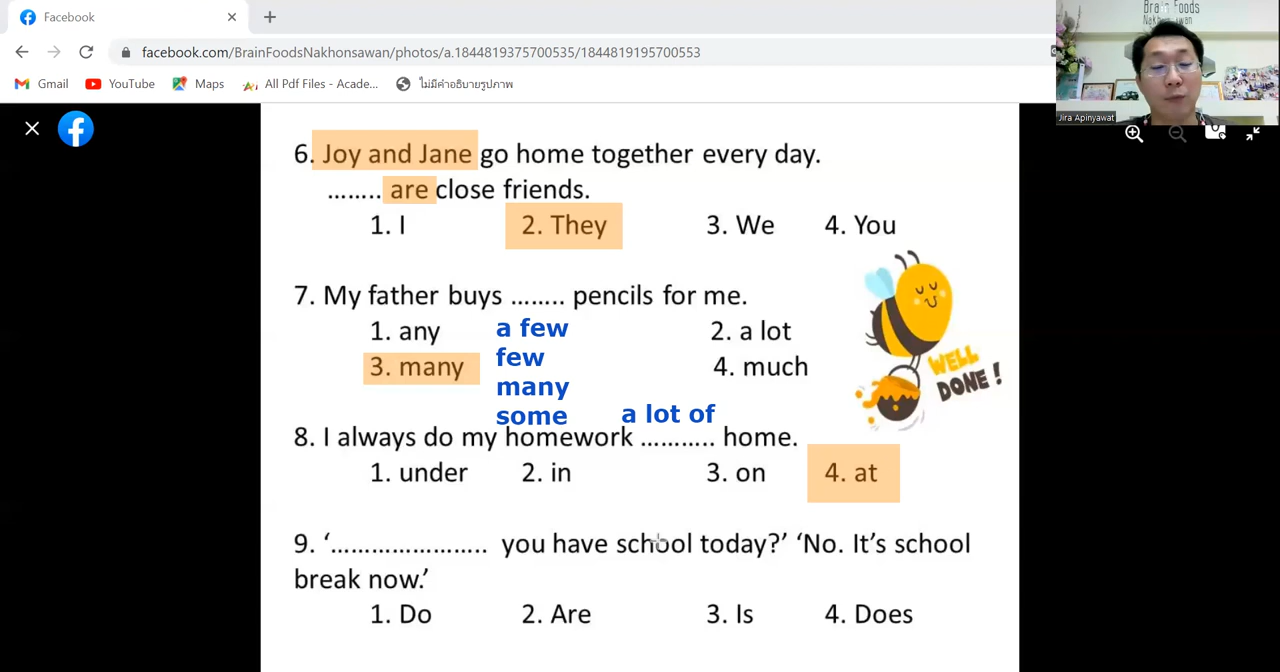 Facebook
facebook.com/BrainFoodsNakhonsawan/photos/a.1844819375700535/1844819195700553
Gmail YouTube Maps All Pdf Files - Acade... ไม่มีคำอธิบายรูปภาพ
Brain Foods
Nakhonsawan
Jira Apinyawat
6. Joy and Jane go home together every day.
........ are close friends.
1. I 2. They 3. We 4. You
7. My father buys ........ pencils for me.
1. any 2. a lot
3. many 4. much
a few
few
many
some a lot of
WELL
DONE!
8. I always do my homework ........... home.
1. under 2. in 3. on 4. at
9. ‘....................... you have school today?’ ‘No. It’s school
break now.’
1. Do 2. Are 3. Is 4. Does